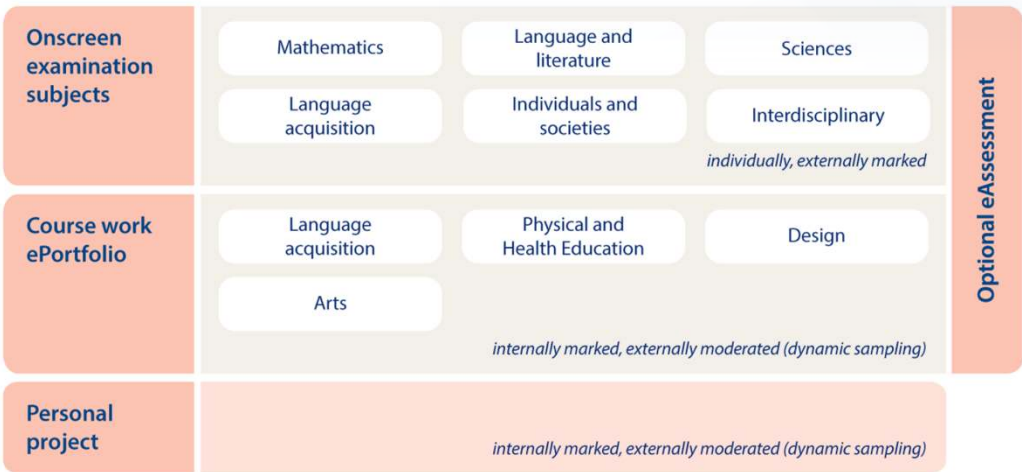 Onscreen
examination
subjects
Mathematics
Language and
literature
Sciences
Language
acquisition
Individuals and
societies
Interdisciplinary
individually, externally marked
Course work
ePortfolio
Language
acquisition
Physical and
Health Education
Design
Arts
internally marked, externally moderated (dynamic sampling)
Optional eAssessment
Personal
project
internally marked, externally moderated (dynamic sampling)